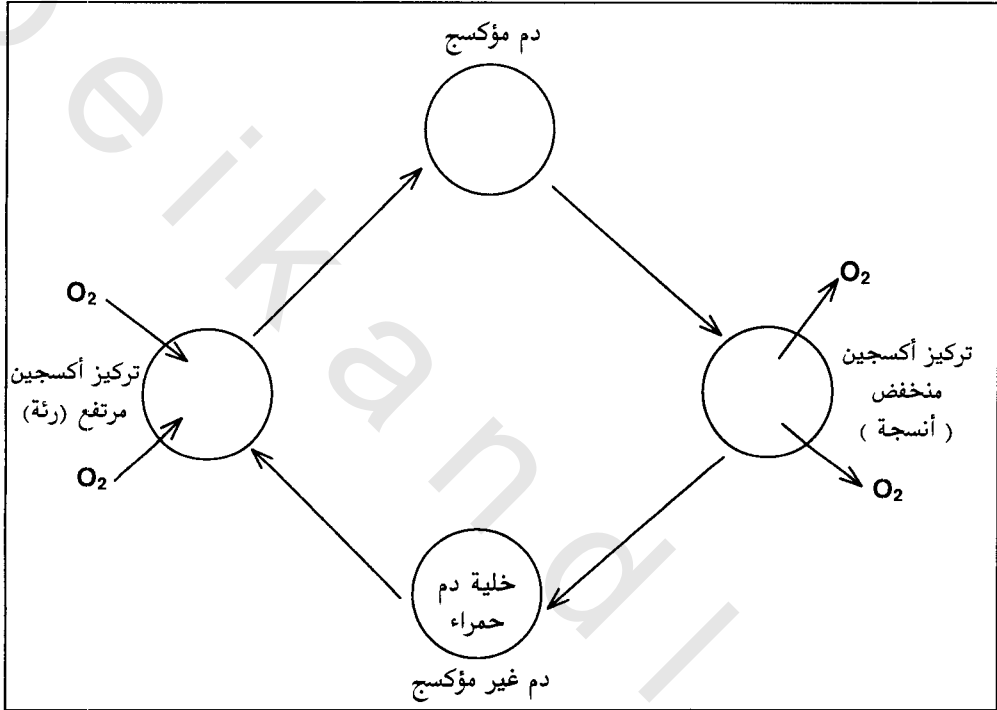 دم مؤكسج
O₂
تركيز أكسجين
مرتفع (رئة)
O₂
O₂
تركيز أكسجين
منخفض
( أنسجة )
O₂
خلية دم
حمراء
دم غير مؤكسج
eikandl